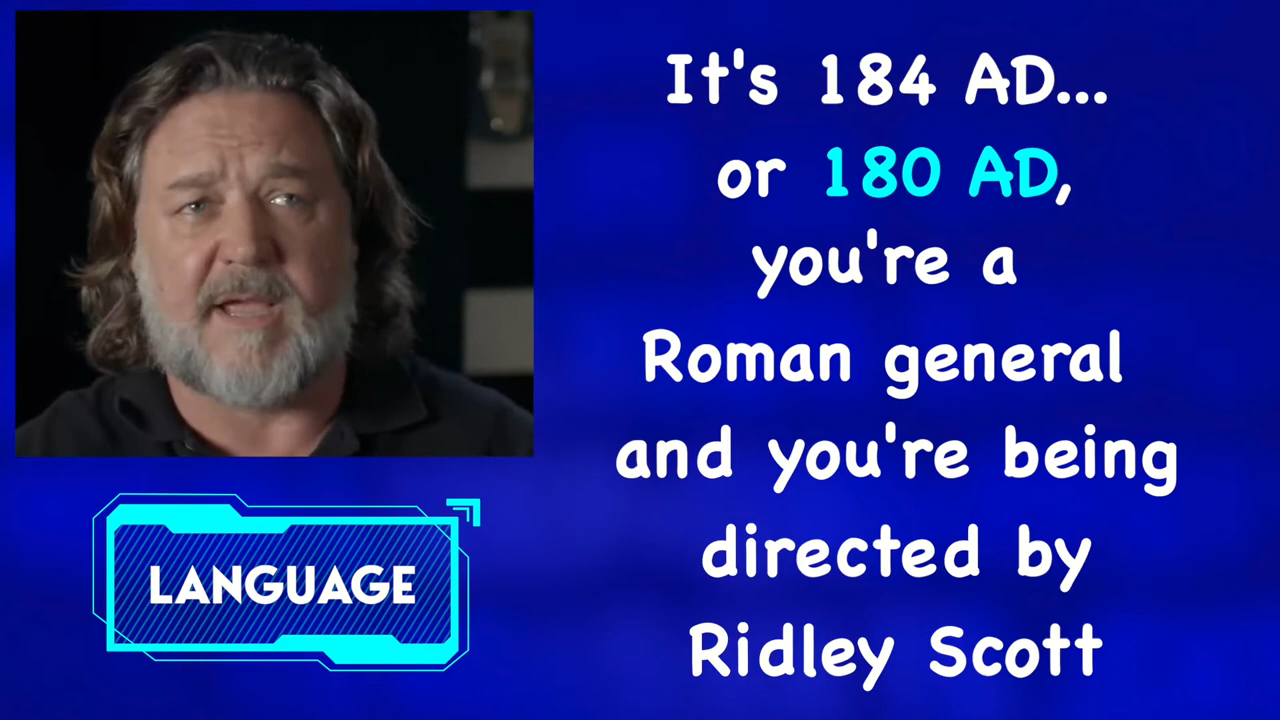 It's 184 AD...
or 180 AD,
you're a
Roman general
and you're being
directed by
Ridley Scott
LANGUAGE